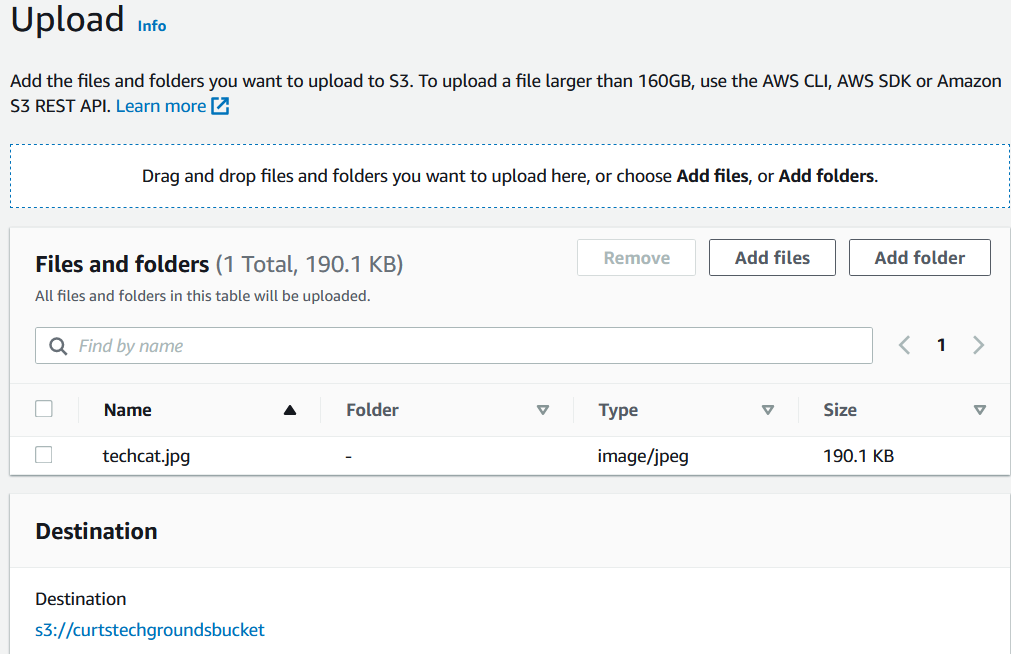 Upload Info
Add the files and folders you want to upload to S3. To upload a file larger than 160GB, use the AWS CLI, AWS SDK or Amazon
S3 REST API. Learn more
Drag and drop files and folders you want to upload here, or choose Add files, or Add folders.
Files and folders (1 Total, 190.1 KB)
Remove
Add files
Add folder
All files and folders in this table will be uploaded.
Find by name
1
Name Folder Type Size
techcat.jpg - image/jpeg 190.1 KB
Destination
Destination
s3://curtstechgroundsbucket